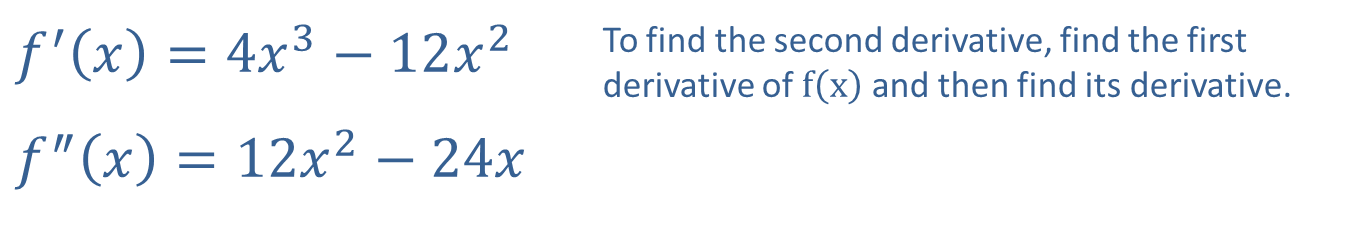 f′(x) = 4x³ − 12x²
To find the second derivative, find the first
derivative of f(x) and then find its derivative.
f″(x) = 12x² − 24x